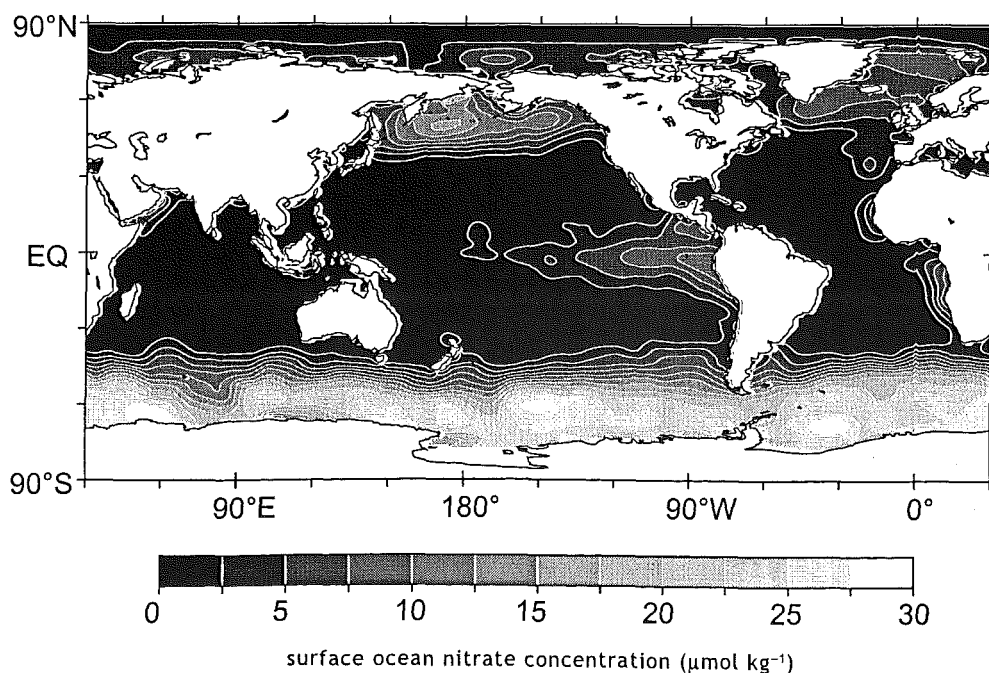 90°N
EQ
90°S
90°E 180° 90°W 0°
0 5 10 15 20 25 30
surface ocean nitrate concentration (μmol kg⁻¹)